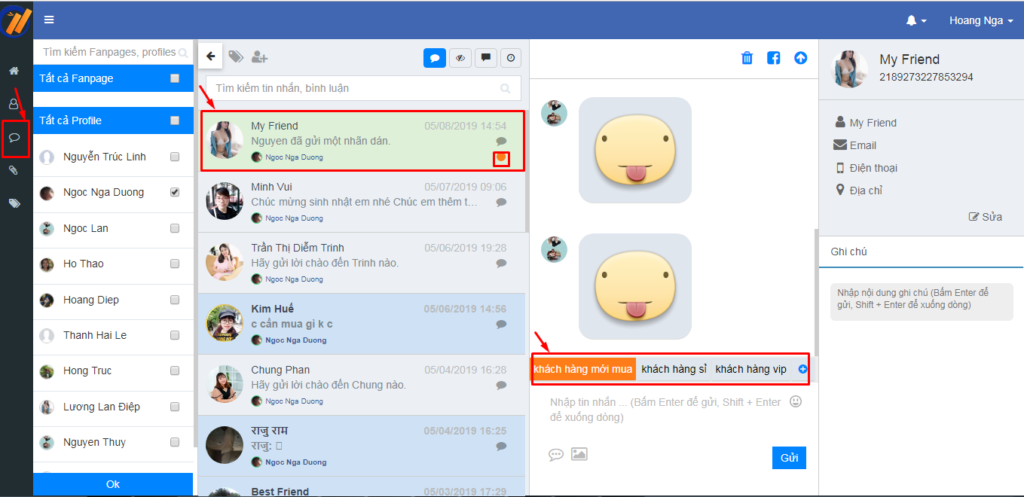 Hoang Nga
Tìm kiếm Fanpages, profiles
Tất cả Fanpage
Tất cả Profile
Nguyễn Trúc Linh
Ngoc Nga Duong
Ngoc Lan
Ho Thao
Hoang Diep
Thanh Hai Le
Hong Truc
Lương Lan Điệp
Nguyen Thuy
Ok
Tìm kiếm tin nhắn, bình luận
My Friend
05/08/2019 14:54
Nguyen đã gửi một nhãn dán.
Ngoc Nga Duong
Minh Vui
05/07/2019 09:06
Chúc mừng sinh nhật em nhé Chúc em thêm t…
Ngoc Nga Duong
Trần Thị Diễm Trinh
05/06/2019 19:28
Hãy gửi lời chào đến Trinh nào.
Ngoc Nga Duong
Kim Huế
05/06/2019 14:56
c cần mua gì k c
Ngoc Nga Duong
Chung Phan
05/04/2019 16:28
Hãy gửi lời chào đến Chung nào.
Ngoc Nga Duong
राजु राम
05/04/2019 16:25
राजु:
Ngoc Nga Duong
Best Friend
05/03/2019 17:29
khách hàng mới mua
khách hàng sỉ
khách hàng vip
Nhập tin nhắn ... (Bấm Enter để gửi, Shift + Enter
để xuống dòng)
Gửi
My Friend
2189273227853294
My Friend
Email
Điện thoại
Địa chỉ
Sửa
Ghi chú
Nhập nội dung ghi chú (Bấm Enter để
gửi, Shift + Enter để xuống dòng)